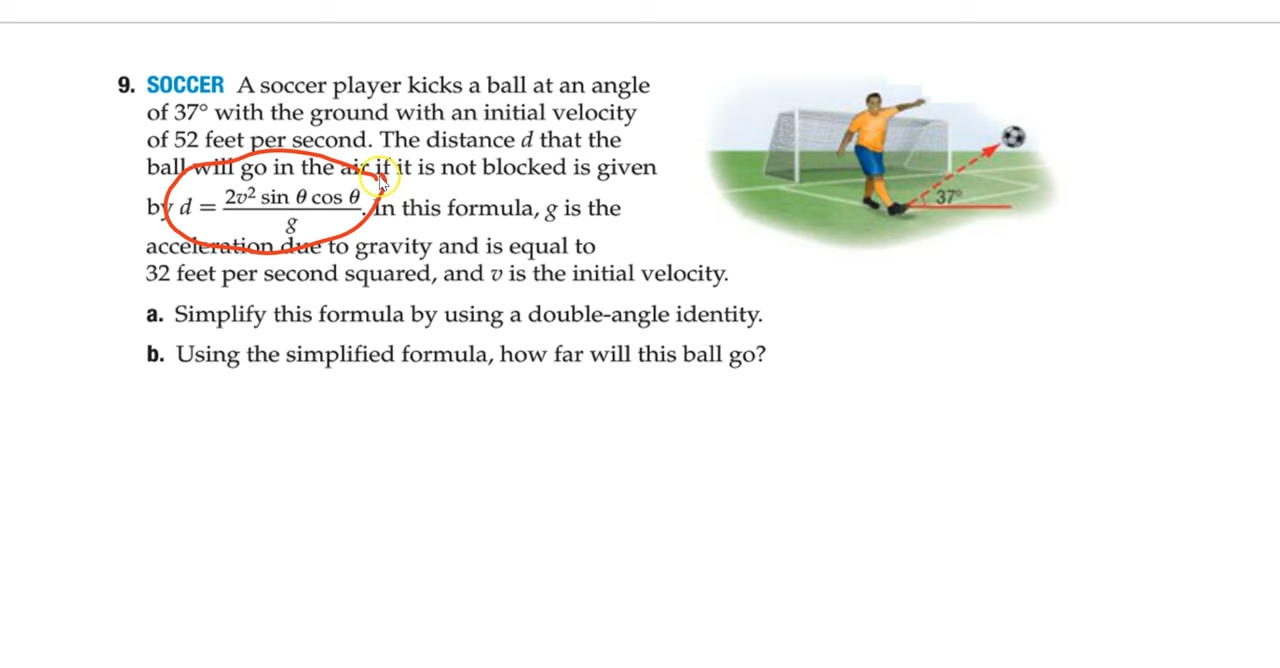 9. SOCCER A soccer player kicks a ball at an angle
of 37° with the ground with an initial velocity
of 52 feet per second. The distance d that the
ball will go in the air if it is not blocked is given
by d = 2v² sin θ cos θ / g. In this formula, g is the
acceleration due to gravity and is equal to
32 feet per second squared, and v is the initial velocity.
a. Simplify this formula by using a double-angle identity.
b. Using the simplified formula, how far will this ball go?
37°